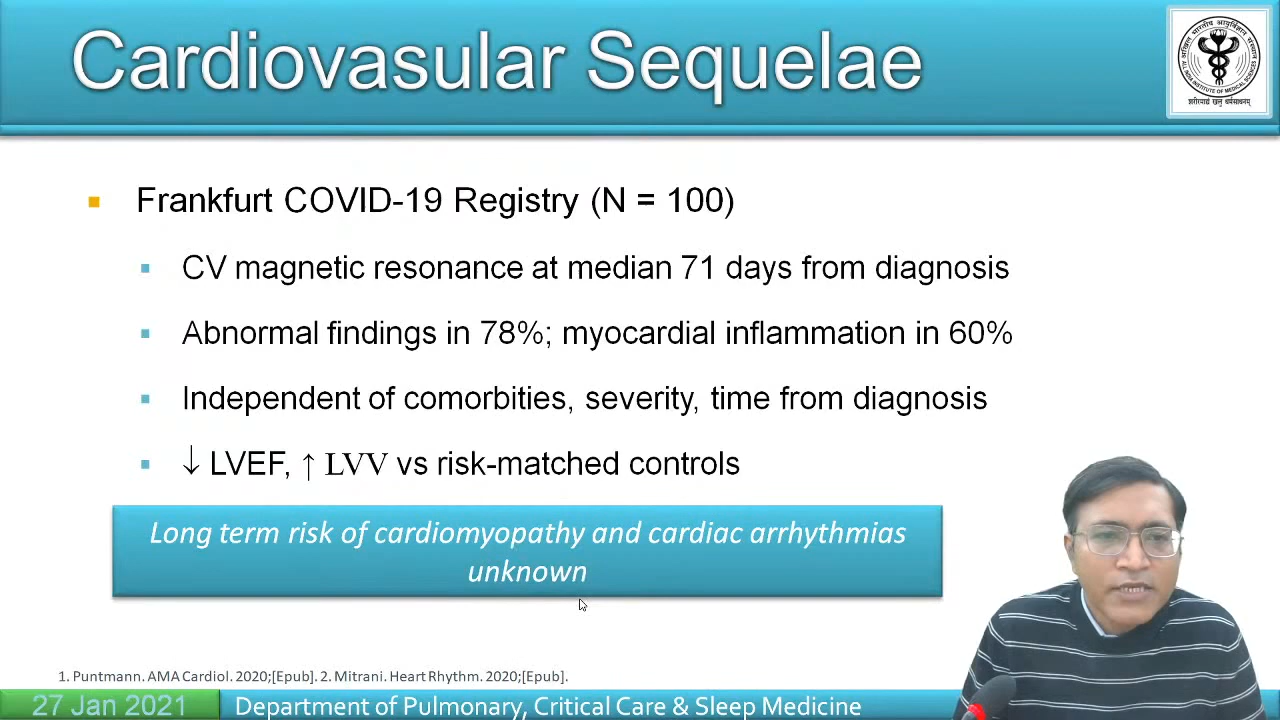 Cardiovasular Sequelae
Frankfurt COVID-19 Registry (N = 100)
CV magnetic resonance at median 71 days from diagnosis
Abnormal findings in 78%; myocardial inflammation in 60%
Independent of comorbities, severity, time from diagnosis
↓ LVEF, ↑ LVV vs risk-matched controls
Long term risk of cardiomyopathy and cardiac arrhythmias
unknown
1. Puntmann. AMA Cardiol. 2020;[Epub]. 2. Mitrani. Heart Rhythm. 2020;[Epub].
27 Jan 2021
Department of Pulmonary, Critical Care & Sleep Medicine